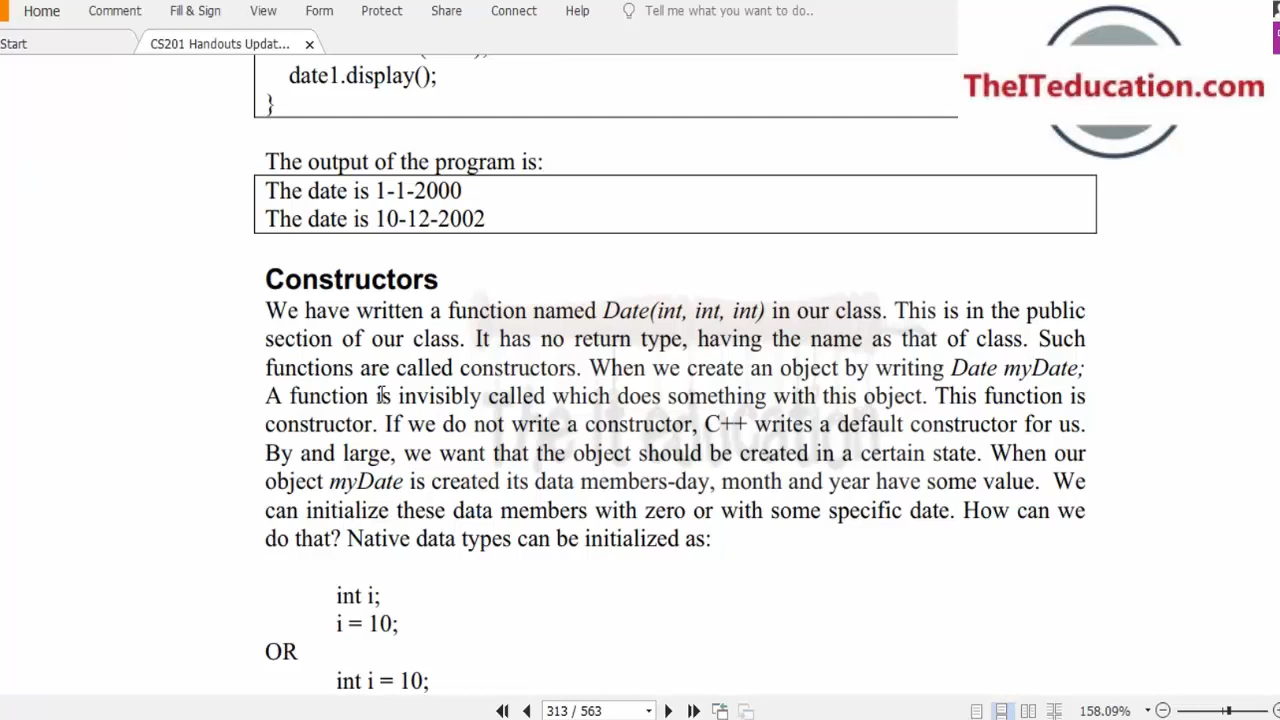 Home Comment Fill & Sign View Form Protect Share Connect Help Tell me what you want to do..
Start CS201 Handouts Updat... ×
date1.display();
}
TheITeducation.com
The output of the program is:
The date is 1-1-2000
The date is 10-12-2002
Constructors
We have written a function named Date(int, int, int) in our class. This is in the public
section of our class. It has no return type, having the name as that of class. Such
functions are called constructors. When we create an object by writing Date myDate;
A function is invisibly called which does something with this object. This function is
constructor. If we do not write a constructor, C++ writes a default constructor for us.
By and large, we want that the object should be created in a certain state. When our
object myDate is created its data members-day, month and year have some value. We
can initialize these data members with zero or with some specific date. How can we
do that? Native data types can be initialized as:
The It education
int i;
i = 10;
OR
int i = 10;
313 / 563 158.09%